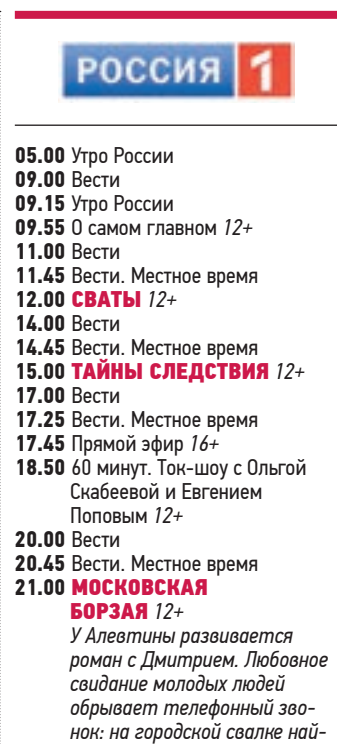 РОССИЯ 1
05.00 Утро России
09.00 Вести
09.15 Утро России
09.55 О самом главном 12+
11.00 Вести
11.45 Вести. Местное время
12.00 СВАТЫ 12+
14.00 Вести
14.45 Вести. Местное время
15.00 ТАЙНЫ СЛЕДСТВИЯ 12+
17.00 Вести
17.25 Вести. Местное время
17.45 Прямой эфир 16+
18.50 60 минут. Ток-шоу с Ольгой
Скабеевой и Евгением
Поповым 12+
20.00 Вести
20.45 Вести. Местное время
21.00 МОСКОВСКАЯ
БОРЗАЯ 12+
У Алевтины развивается
роман с Дмитрием. Любовное
свидание молодых людей
обрывает телефонный зво-
нок: на городской свалке най-